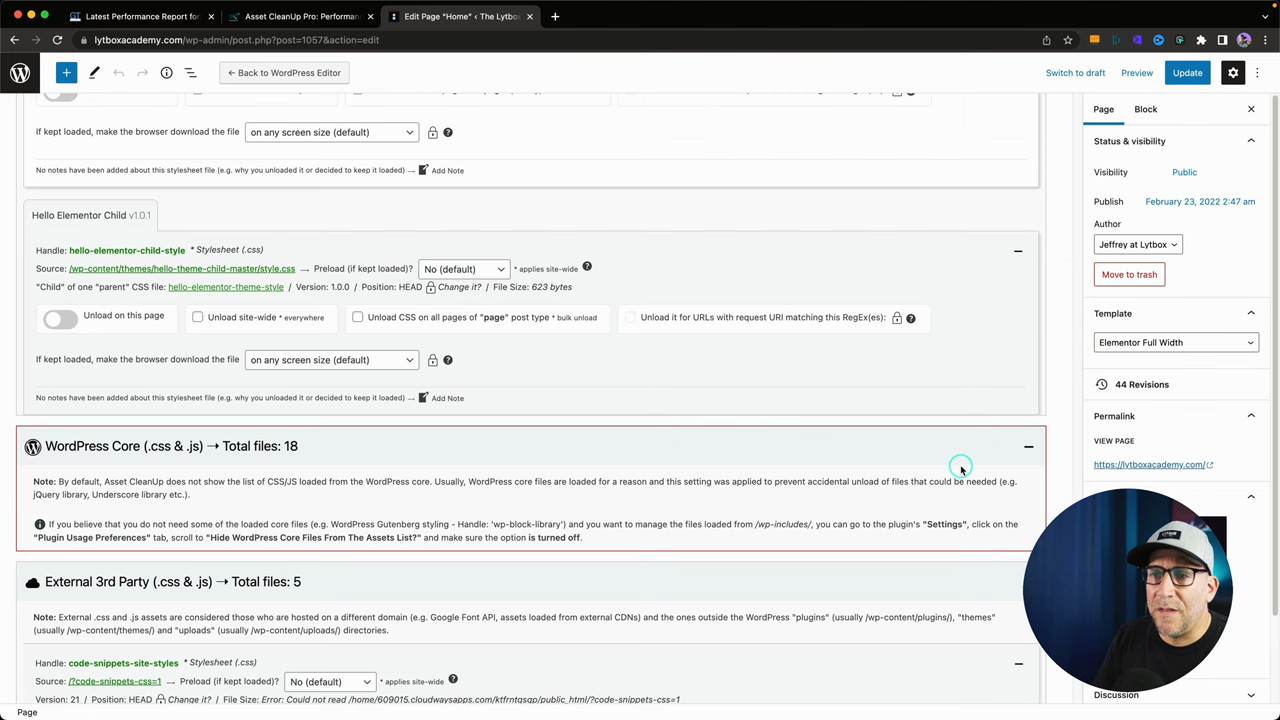 Latest Performance Report for
Asset CleanUp Pro: Performan
Edit Page "Home" ‹ The Lytbo
lytboxacademy.com/wp-admin/post.php?post=1057&action=edit
← Back to WordPress Editor
Switch to draft
Preview
Update
If kept loaded, make the browser download the file
on any screen size (default)
No notes have been added about this stylesheet file (e.g. why you unloaded it or decided to keep it loaded) →
Add Note
Hello Elementor Child v1.0.1
Handle: hello-elementor-child-style * Stylesheet (.css)
Source: /wp-content/themes/hello-theme-child-master/style.css → Preload (if kept loaded)? No (default) * applies site-wide
"Child" of one "parent" CSS file: hello-elementor-theme-style / Version: 1.0.0 / Position: HEAD Change it? / File Size: 623 bytes
Unload on this page
Unload site-wide * everywhere
Unload CSS on all pages of "page" post type * bulk unload
Unload it for URLs with request URI matching this RegEx(es):
If kept loaded, make the browser download the file
on any screen size (default)
No notes have been added about this stylesheet file (e.g. why you unloaded it or decided to keep it loaded) →
Add Note
WordPress Core (.css & .js) → Total files: 18
Note: By default, Asset CleanUp does not show the list of CSS/JS loaded from the WordPress core. Usually, WordPress core files are loaded for a reason and this setting was applied to prevent accidental unload of files that could be needed (e.g.
jQuery library, Underscore library etc.).
If you believe that you do not need some of the loaded core files (e.g. WordPress Gutenberg styling - Handle: 'wp-block-library') and you want to manage the files loaded from /wp-includes/, you can go to the plugin's "Settings", click on the
"Plugin Usage Preferences" tab, scroll to "Hide WordPress Core Files From The Assets List?" and make sure the option is turned off.
External 3rd Party (.css & .js) → Total files: 5
Note: External .css and .js assets are considered those who are hosted on a different domain (e.g. Google Font API, assets loaded from external CDNs) and the ones outside the WordPress "plugins" (usually /wp-content/plugins/), "themes"
(usually /wp-content/themes/) and "uploads" (usually /wp-content/uploads/) directories.
Handle: code-snippets-site-styles * Stylesheet (.css)
Source: /?code-snippets-css=1 → Preload (if kept loaded)? No (default) * applies site-wide
Version: 21 / Position: HEAD Change it? / File Size: Error: Could not read /home/609015.cloudwaysapps.com/ktfrntgsgp/public_html/?code-snippets-css=1
Page
Page
Block
Status & visibility
Visibility
Public
Publish
February 23, 2022 2:47 am
Author
Jeffrey at Lytbox
Move to trash
Template
Elementor Full Width
44 Revisions
Permalink
VIEW PAGE
https://lytboxacademy.com/
Discussion